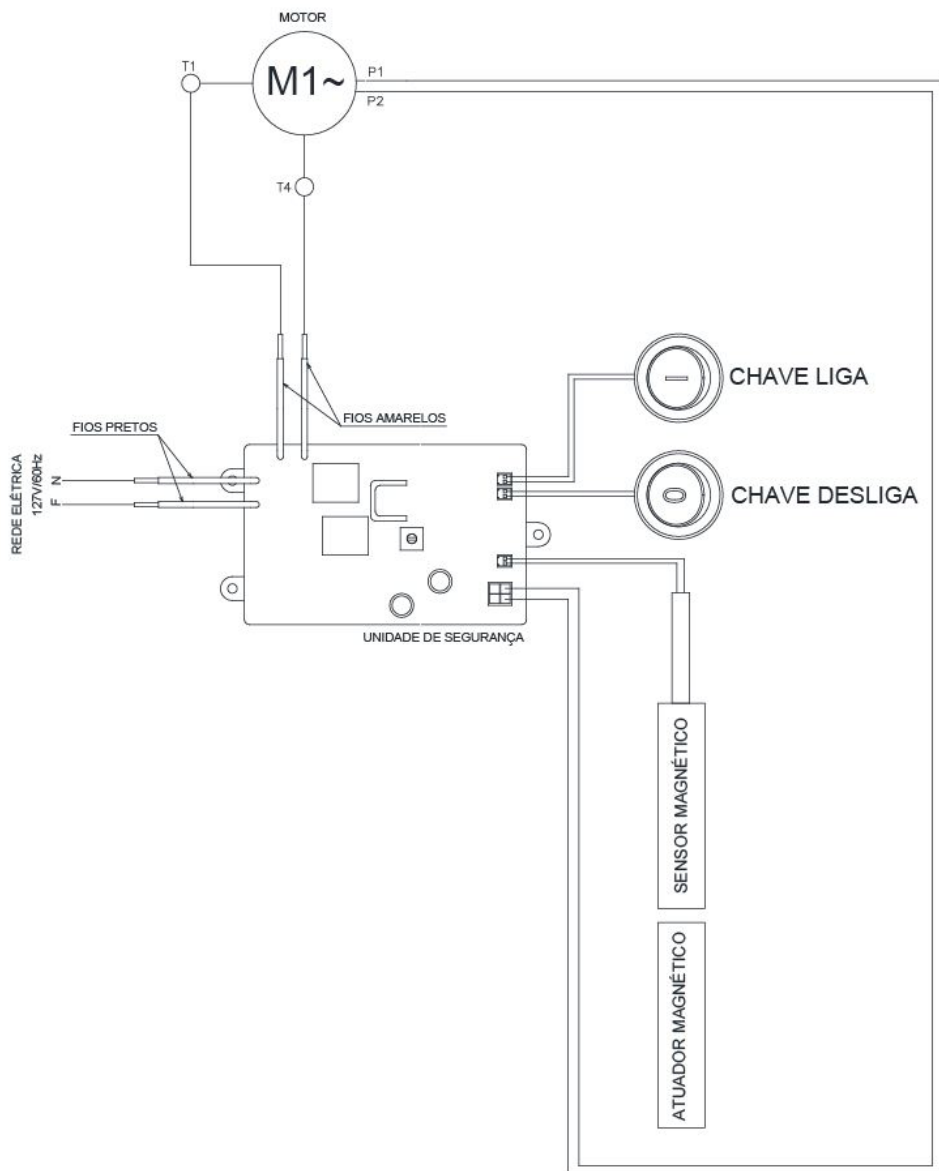 MOTOR
T1
M1~
P1
P2
T4
CHAVE LIGA
FIOS AMARELOS
FIOS PRETOS
REDE ELÉTRICA
127V/60Hz
N
F
CHAVE DESLIGA
UNIDADE DE SEGURANÇA
SENSOR MAGNÉTICO
ATUADOR MAGNÉTICO